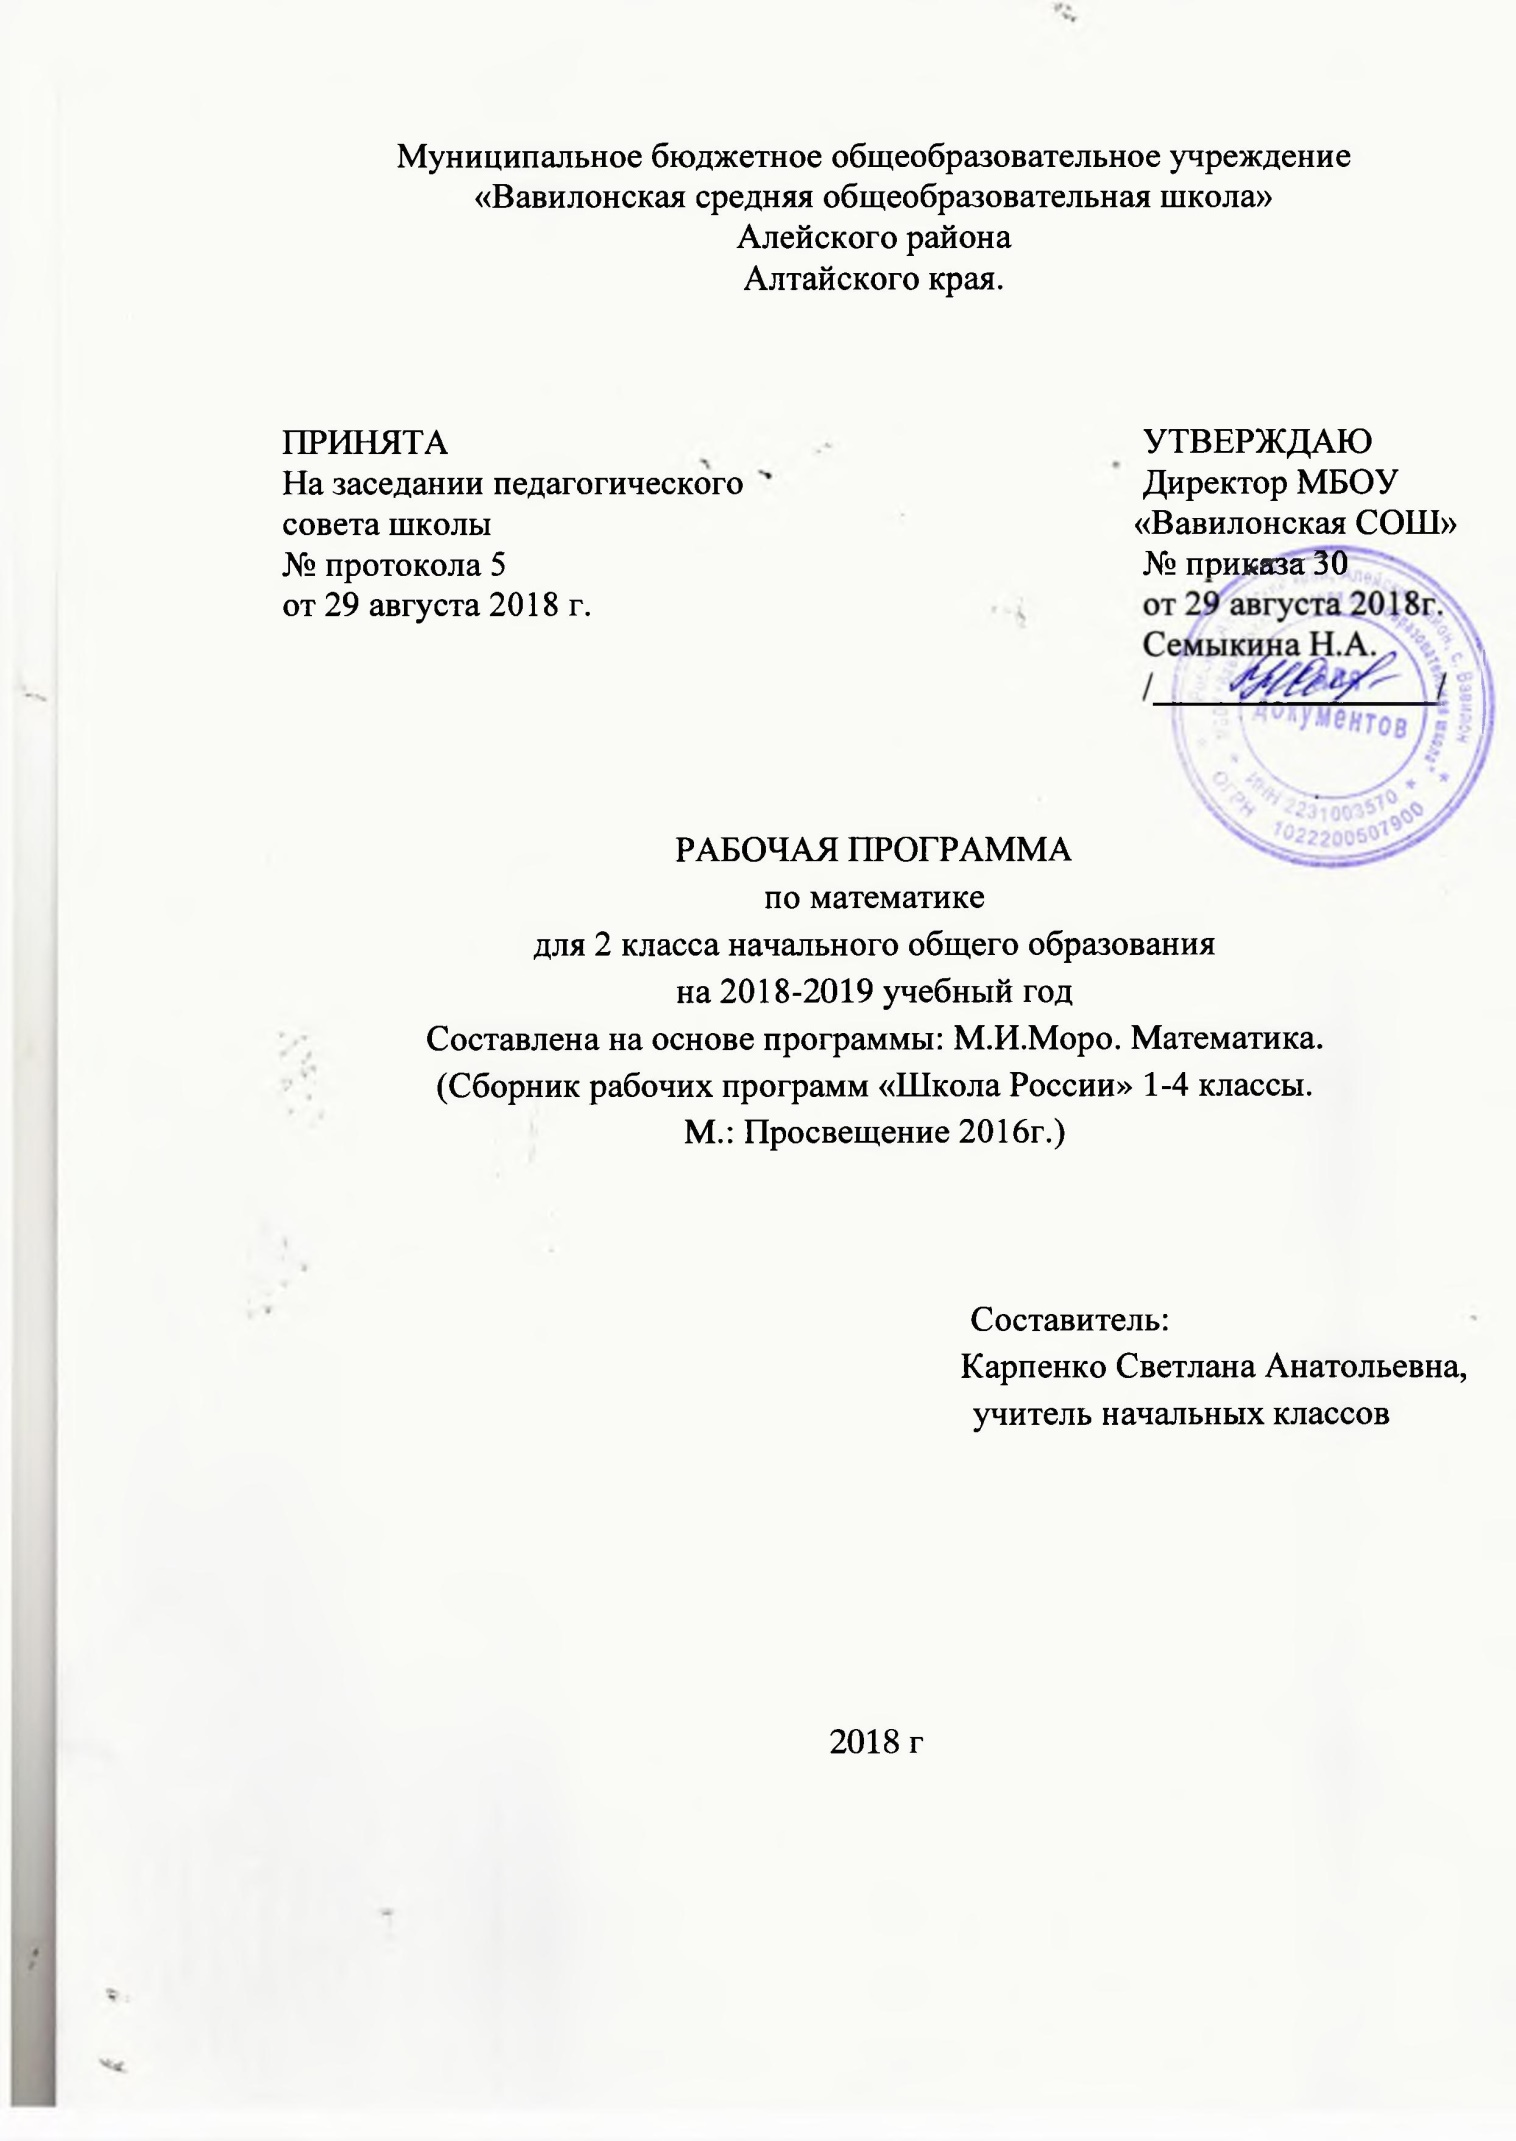 Муниципальное бюджетное общеобразовательное учреждение
«Вавилонская средняя общеобразовательная школа»
Алейского района
Алтайского края.
ПРИНЯТА
На заседании педагогического
совета школы
№ протокола 5
от 29 августа 2018 г.
УТВЕРЖДАЮ
Директор МБОУ
«Вавилонская СОШ»
№ приказа 30
от 29 августа 2018г.
Семыкина Н.А.
/ /
документов
ИНН 2231003570
ОГРН 1022200507900
РАБОЧАЯ ПРОГРАММА
по математике
для 2 класса начального общего образования
на 2018-2019 учебный год
Составлена на основе программы: М.И.Моро. Математика.
(Сборник рабочих программ «Школа России» 1-4 классы.
М.: Просвещение 2016г.)
Составитель:
Карпенко Светлана Анатольевна,
учитель начальных классов
2018 г